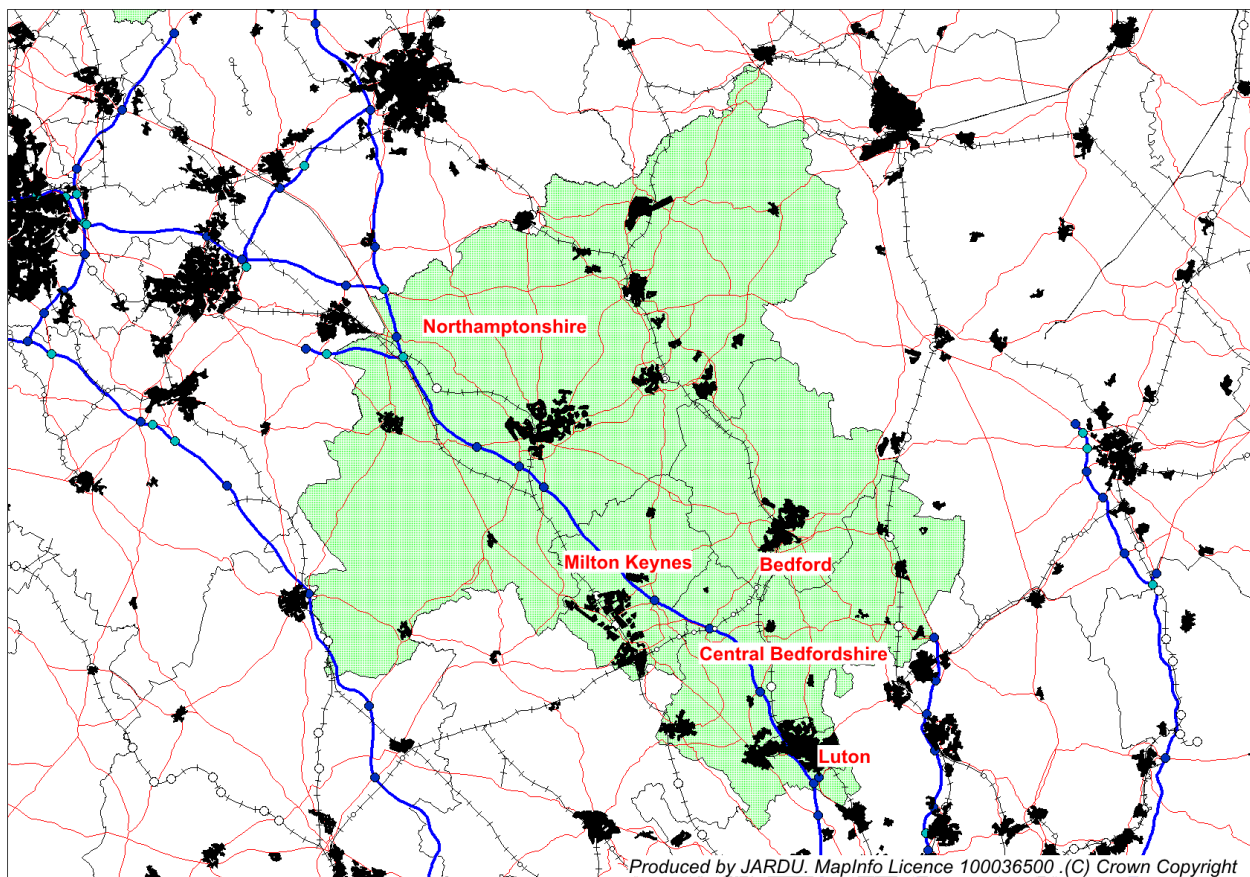 Northamptonshire
Milton Keynes
Bedford
Central Bedfordshire
Luton
Produced by JARDU. MapInfo Licence 100036500 .(C) Crown Copyright